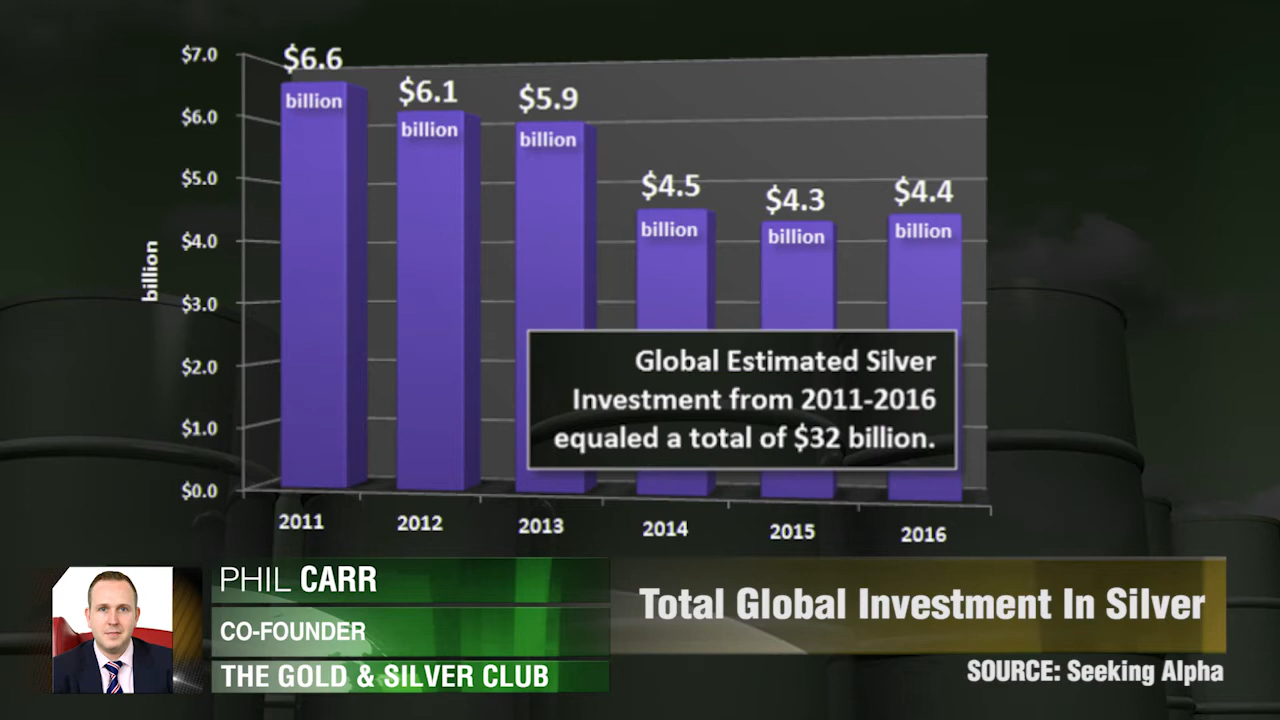 $7.0
$6.0
$5.0
$4.0
$3.0
$2.0
$1.0
$0.0
billion
$6.6
billion
$6.1
billion
$5.9
billion
$4.5
billion
$4.3
billion
$4.4
billion
Global Estimated Silver
Investment from 2011-2016
equaled a total of $32 billion.
2011 2012 2013 2014 2015 2016
PHIL CARR
CO-FOUNDER
THE GOLD & SILVER CLUB
Total Global Investment In Silver
SOURCE: Seeking Alpha